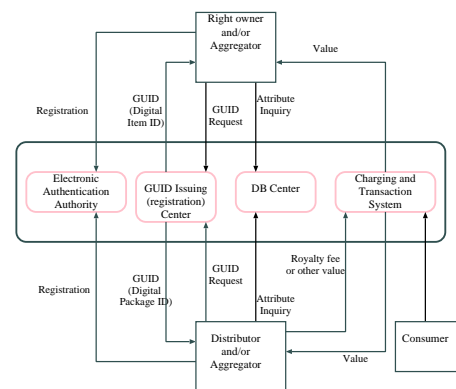 Right owner
and/or
Aggregator
Value
Registration
GUID
(Digital
Item ID)
GUID
Request
Attribute
Inquiry
Electronic
Authentication
Authority
GUID Issuing
(registration)
Center
DB Center
Charging and
Transaction
System
Registration
GUID
(Digital
Package ID)
GUID
Request
Attribute
Inquiry
Royalty fee
or other value
Distributor
and/or
Aggregator
Value
Consumer